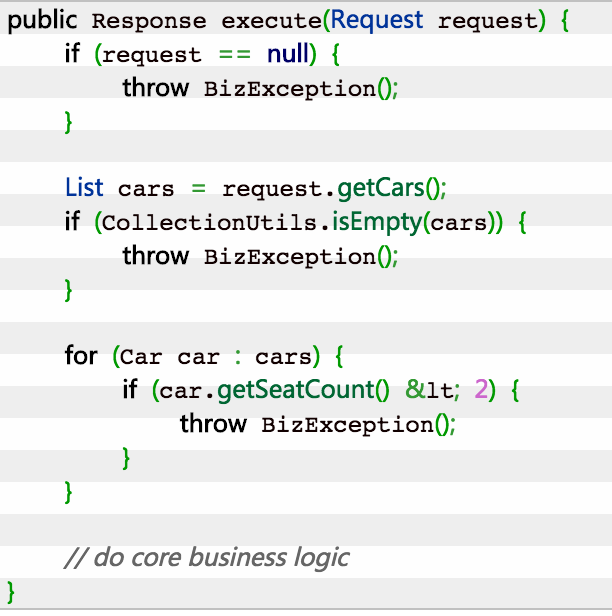 public Response execute(Request request) {
    if (request == null) {
        throw BizException();
    }

    List cars = request.getCars();
    if (CollectionUtils.isEmpty(cars)) {
        throw BizException();
    }

    for (Car car : cars) {
        if (car.getSeatCount() &lt; 2) {
            throw BizException();
        }
    }

    // do core business logic
}